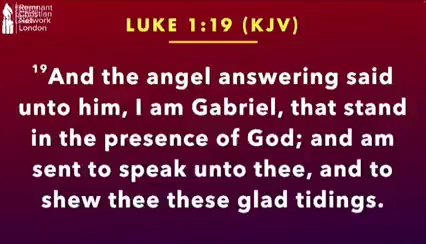 Remnant
Christian
Network
London
LUKE 1:19 (KJV)
19And the angel answering said
unto him, I am Gabriel, that stand
in the presence of God; and am
sent to speak unto thee, and to
shew thee these glad tidings.